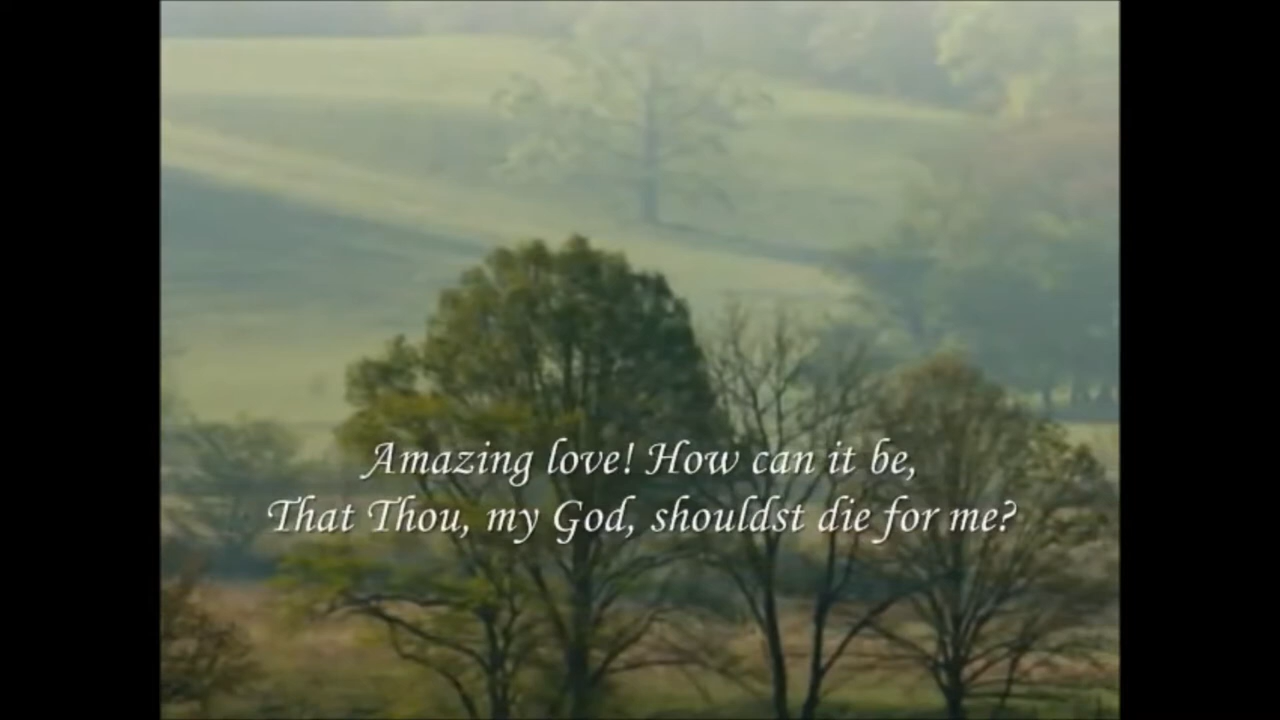 Amazing love! How can it be,
That Thou, my God, shouldst die for me?